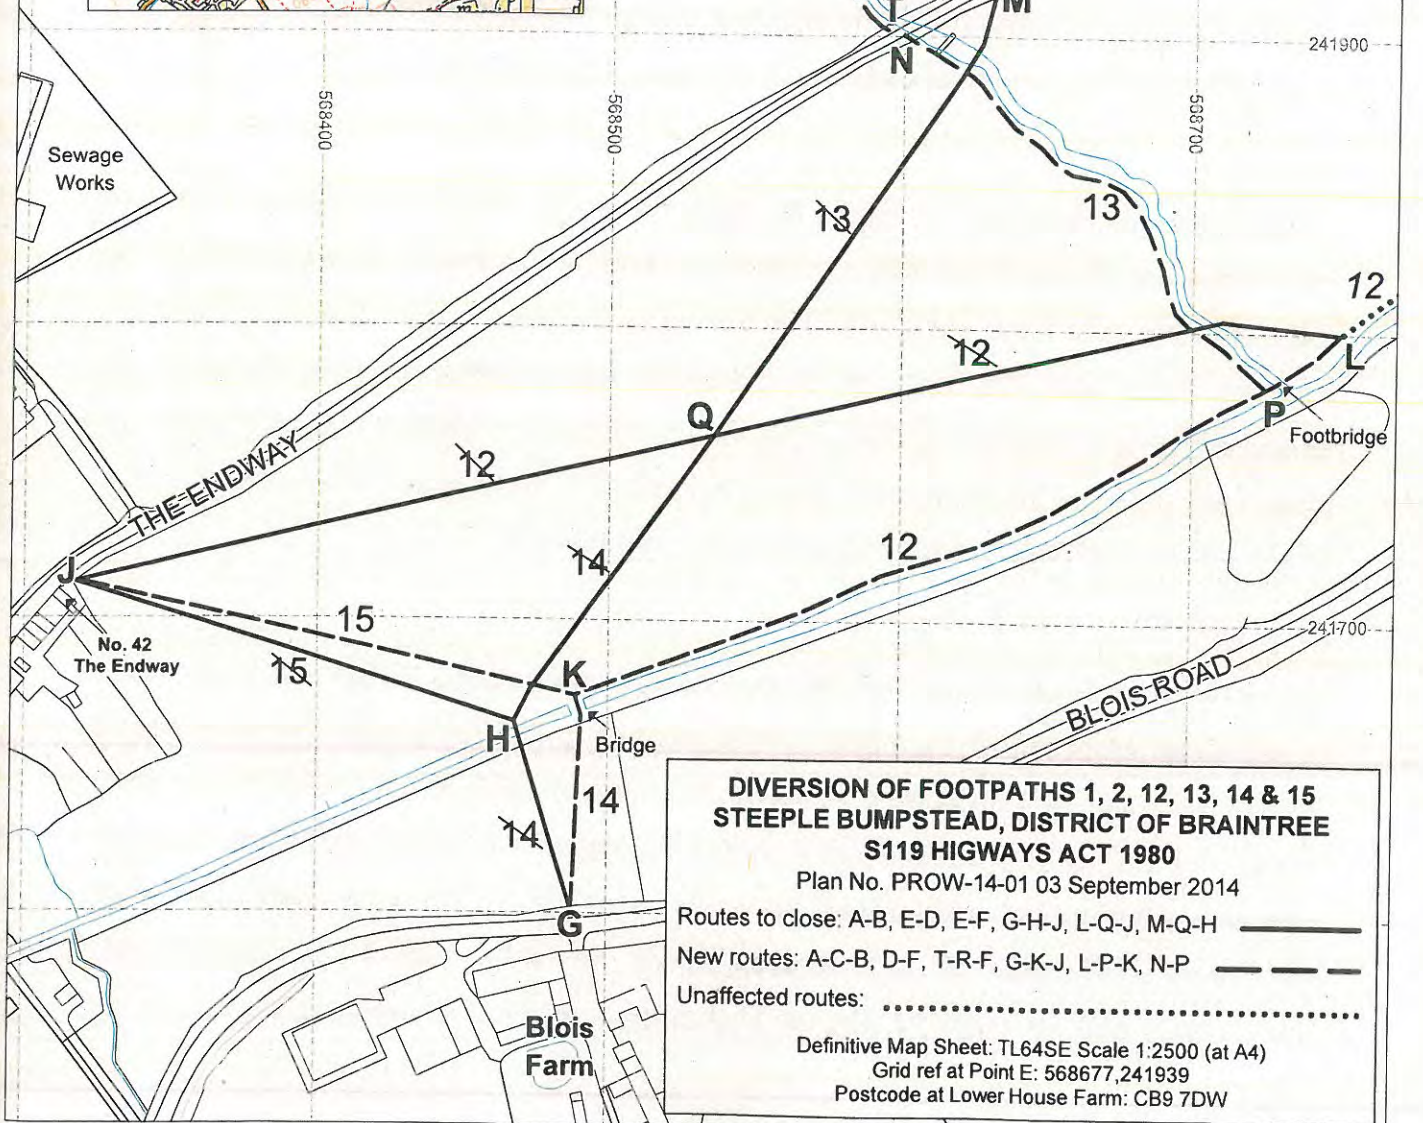 M
T
N
241900
568400
568500
568700
Sewage
Works
13
13
12
L
12
P
Footbridge
Q
12
THE ENDWAY
14
12
J
15
No. 42
The Endway
15
K
241700
BLOIS ROAD
H
Bridge
14
14
G
Blois
Farm
DIVERSION OF FOOTPATHS 1, 2, 12, 13, 14 & 15
STEEPLE BUMPSTEAD, DISTRICT OF BRAINTREE
S119 HIGWAYS ACT 1980
Plan No. PROW-14-01 03 September 2014
Routes to close: A-B, E-D, E-F, G-H-J, L-Q-J, M-Q-H
New routes: A-C-B, D-F, T-R-F, G-K-J, L-P-K, N-P
Unaffected routes:
Definitive Map Sheet: TL64SE Scale 1:2500 (at A4)
Grid ref at Point E: 568677,241939
Postcode at Lower House Farm: CB9 7DW